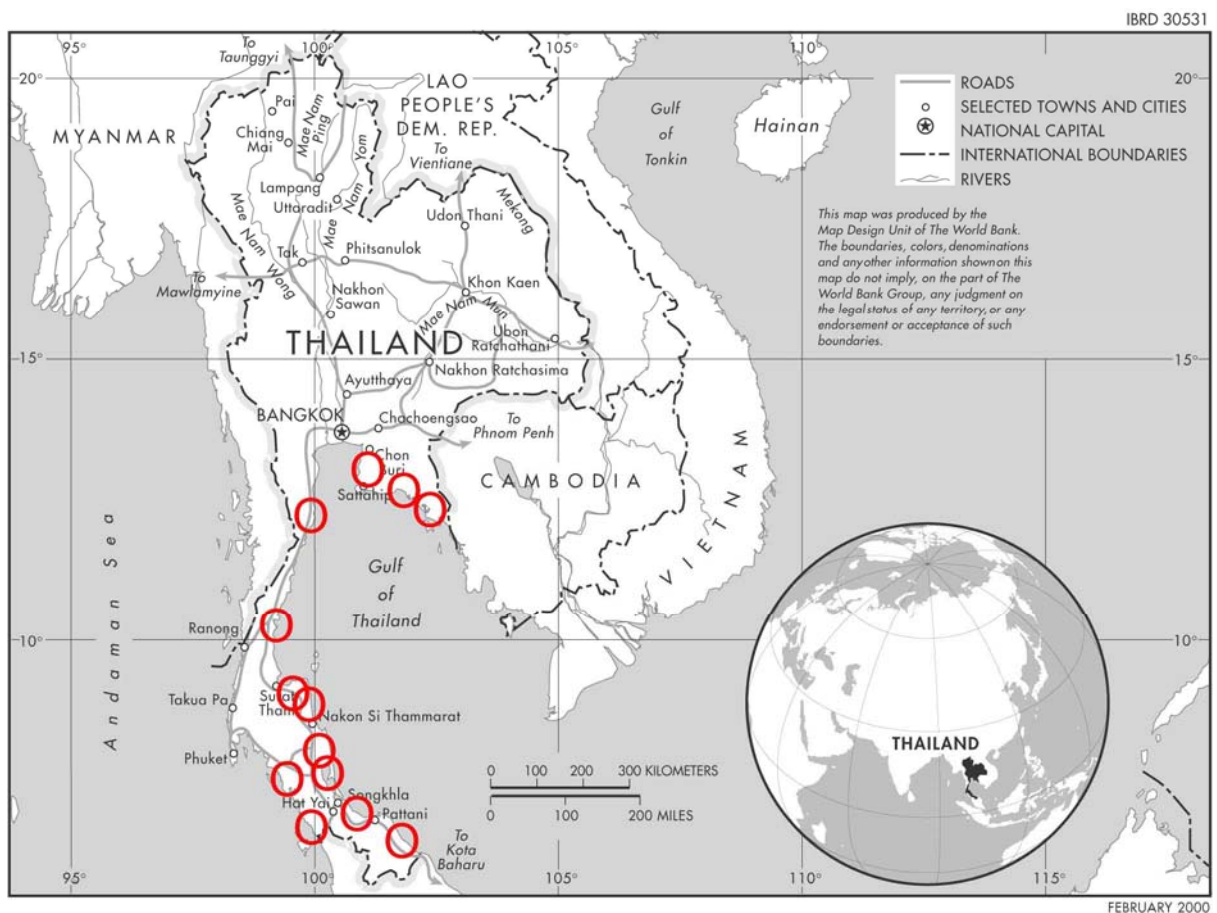 IBRD 30531
95°
To
Taunggyi
100°
105°
110°
20°
20°
MYANMAR
Pai
Chiang
Mai
Mae Nam
Ping
LAO
PEOPLE'S
DEM. REP.
To
Vientiane
Gulf
of
Tonkin
Hainan
ROADS
SELECTED TOWNS AND CITIES
NATIONAL CAPITAL
INTERNATIONAL BOUNDARIES
RIVERS
Lampang
Uttaradit
Mae Nam
Yom
Mae Nam Wong
Udon Thani
Mekong
Tak
Phitsanulok
To
Mawlamyine
Nakhon
Sawan
Khon Kaen
Mae Nam Mun
Ubon
Ratchathani
This map was produced by the
Map Design Unit of The World Bank.
The boundaries, colors, denominations
and anyother information shownon this
map do not imply, on the part of The
World Bank Group, any judgment on
the legalstatus of any territory, or any
endorsement or acceptance of such
boundaries.
THAILAND
15°
15°
Nakhon Ratchasima
Ayutthaya
BANGKOK
Chachoengsao
To
Phnom Penh
Chon
Buri
Sattahip
CAMBODIA
VIETNAM
Gulf
of
Thailand
Andaman Sea
Ranong
10°
10°
Takua Pa
Surat
Thani
Nakon Si Thammarat
Phuket
Hat Yai
Songkhla
Pattani
To
Kota
Baharu
0 100 200 300 KILOMETERS
0 100 200 MILES
THAILAND
95°
100°
105°
110°
115°
FEBRUARY 2000